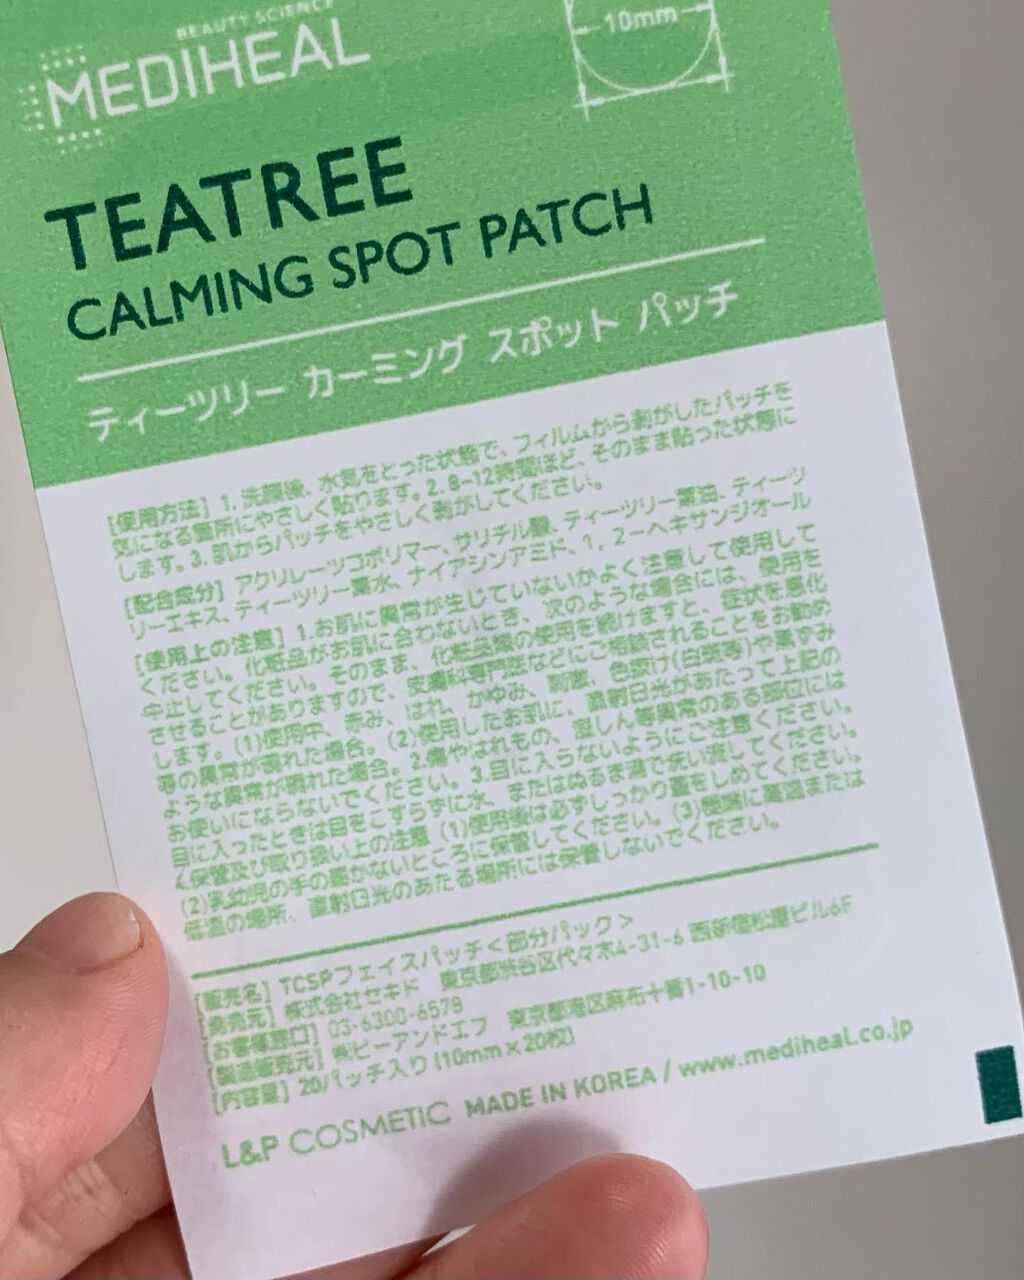 BEAUTY SCIENCE
MEDIHEAL
10mm
TEATREE
CALMING SPOT PATCH
ティーツリー カーミング スポット パッチ
[使用方法] 1.洗顔後、水気をとった状態で、フィルムから剥がしたパッチを
気になる箇所にやさしく貼ります。2.8-12時間ほど、そのまま貼った状態に
します。3.肌からパッチをやさしく剥がしてください。
[配合成分] アクリレーツコポリマー、サリチル酸、ティーツリー葉油、ティーツ
リーエキス、ティーツリー葉水、ナイアシンアミド、1,2-ヘキサンジオール
[使用上の注意] 1.お肌に異常が生じていないかよく注意して使用して
ください。化粧品がお肌に合わないとき、次のような場合には、使用を
中止してください。そのまま、化粧品類の使用を続けますと、症状を悪化
させることがありますので、皮膚科専門医などにご相談されることをお勧め
します。(1)使用中、赤み、はれ、かゆみ、刺激、色抜け(白斑等)や黒ずみ
等の異常が現れた場合。(2)使用したお肌に、直射日光があたって上記の
ような異常が現れた場合。2.傷やはれもの、湿しん等異常のある部位には
お使いにならないでください。3.目に入らないようにご注意ください。
目に入ったときは目をこすらずに水、またはぬるま湯で洗い流してください。
4.保管及び取り扱い上の注意 (1)使用後は必ずしっかり蓋をしめてください。
(2)乳幼児の手の届かないところに保管してください。(3)極端に高温または
低温の場所、直射日光のあたる場所には保管しないでください。
[販売名] TCSPフェイスパッチ<部分パック>
[発売元] 株式会社セキド 東京都渋谷区代々木4-31-6 西新宿松屋ビル6F
[お客様窓口] 03-6300-6578
[製造販売元] ㈲ビーアンドエフ 東京都港区麻布十番1-10-10
[内容量] 20パッチ入り(10mm×20枚)
L&P COSMETIC MADE IN KOREA / www.mediheal.co.jp